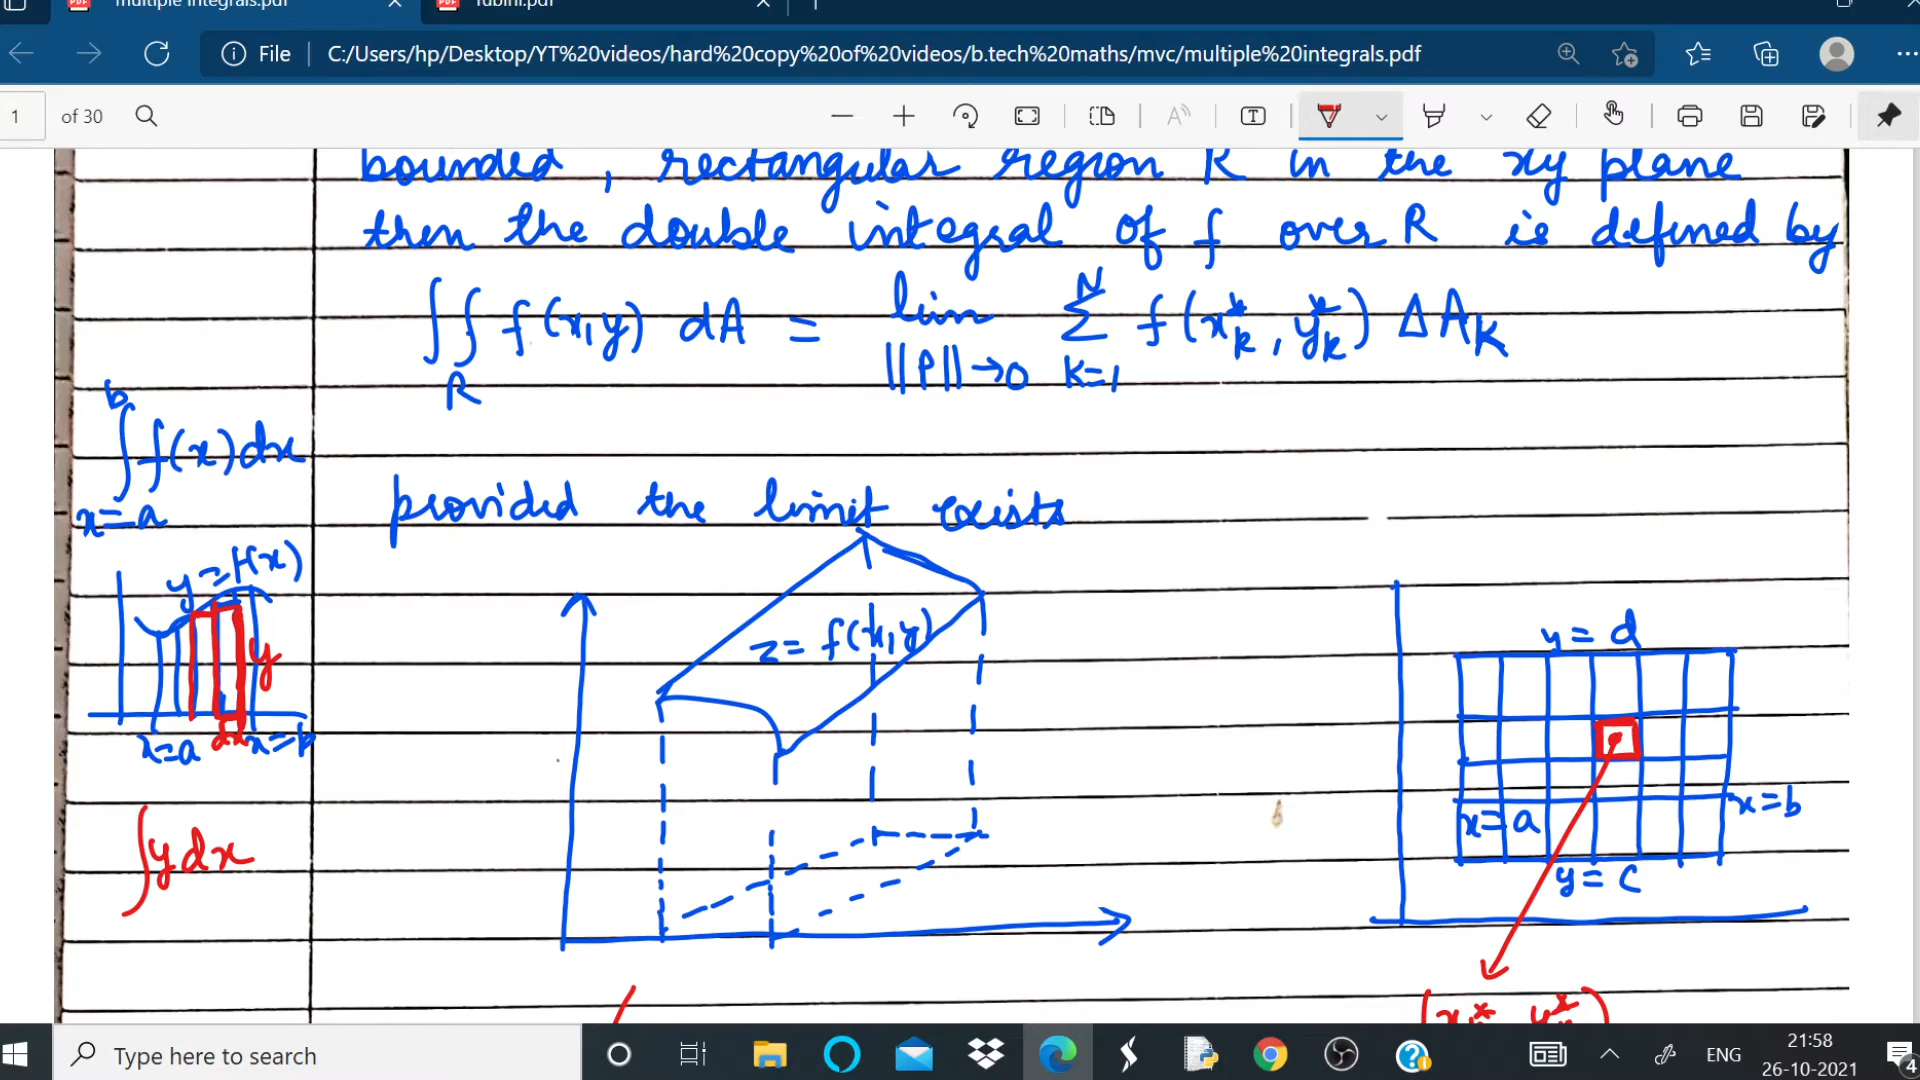 multiple integrals.pdf
fubini.pdf
File
C:/Users/hp/Desktop/YT%20videos/hard%20copy%20of%20videos/b.tech%20maths/mvc/multiple%20integrals.pdf
1 of 30
bounded, rectangular region R in the xy plane
then the double integral of f over R is defined by
∫∫ f(x,y) dA = lim Σ f(x*k, y*k) ΔAk
R ||P||→0 K=1 N
b
∫ f(x)dx
x=a
provided the limit exists
y=f(x)
y
x=a dx x=b
∫ydx
z = f(x,y)
y = d
x=a
x=b
y = c
Type here to search
ENG
21:58
26-10-2021
4